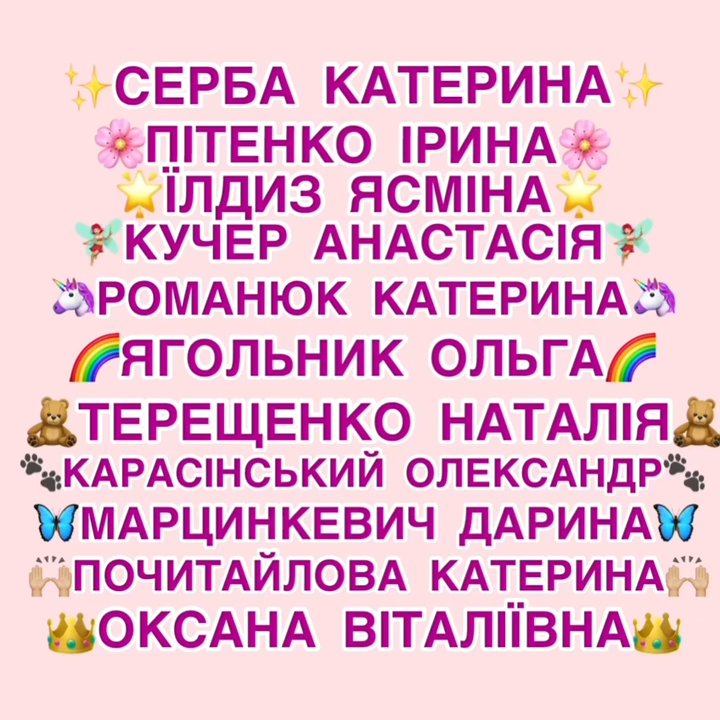 ✨СЕРБА КАТЕРИНА✨
🌸ПІТЕНКО ІРИНА🌸
🌟ЇЛДИЗ ЯСМІНА🌟
🧚КУЧЕР АНАСТАСІЯ🧚
🦄РОМАНЮК КАТЕРИНА🦄
🌈ЯГОЛЬНИК ОЛЬГА🌈
🧸ТЕРЕЩЕНКО НАТАЛІЯ🧸
🐾КАРАСІНСЬКИЙ ОЛЕКСАНДР🐾
🦋МАРЦИНКЕВИЧ ДАРИНА🦋
🙌🏼ПОЧИТАЙЛОВА КАТЕРИНА🙌🏼
👑ОКСАНА ВІТАЛІЇВНА👑